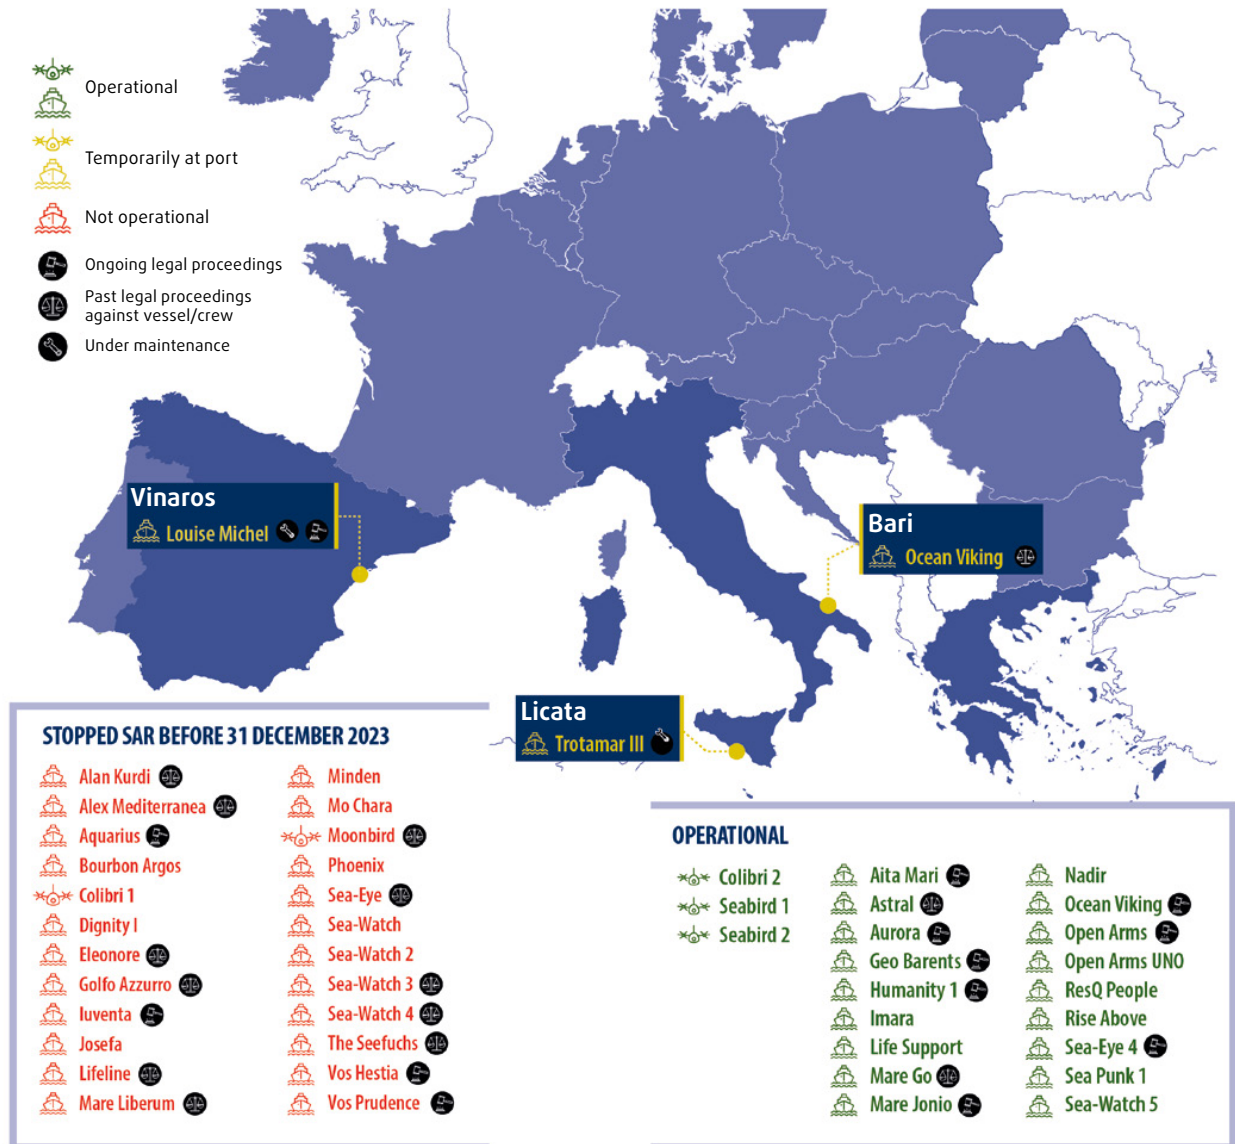 Operational
Temporarily at port
Not operational
Ongoing legal proceedings
Past legal proceedings
against vessel/crew
Under maintenance
Vinaros
Louise Michel
Bari
Ocean Viking
Licata
Trotamar III
STOPPED SAR BEFORE 31 DECEMBER 2023
Alan Kurdi
Alex Mediterranea
Aquarius
Bourbon Argos
Colibri 1
Dignity I
Eleonore
Golfo Azzurro
Iuventa
Josefa
Lifeline
Mare Liberum
Minden
Mo Chara
Moonbird
Phoenix
Sea-Eye
Sea-Watch
Sea-Watch 2
Sea-Watch 3
Sea-Watch 4
The Seefuchs
Vos Hestia
Vos Prudence
OPERATIONAL
Colibri 2
Seabird 1
Seabird 2
Aita Mari
Astral
Aurora
Geo Barents
Humanity 1
Imara
Life Support
Mare Go
Mare Jonio
Nadir
Ocean Viking
Open Arms
Open Arms UNO
ResQ People
Rise Above
Sea-Eye 4
Sea Punk 1
Sea-Watch 5